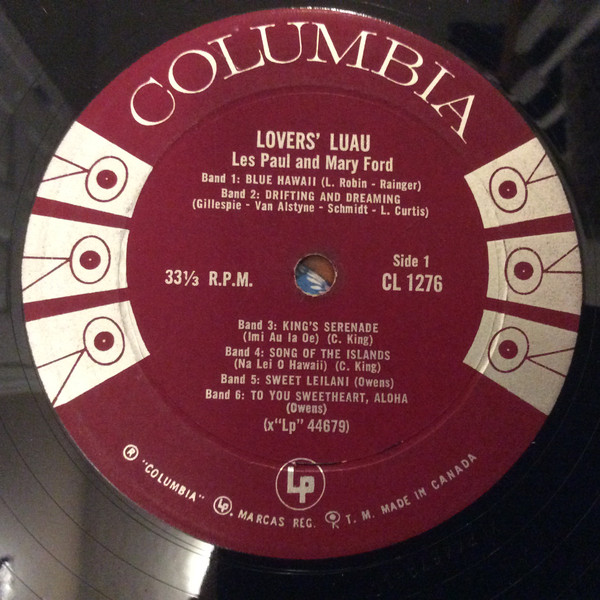 COLUMBIA
LOVERS' LUAU
Les Paul and Mary Ford
Band 1: BLUE HAWAII (L. Robin - Rainger)
Band 2: DRIFTING AND DREAMING
(Gillespie - Van Alstyne - Schmidt - L. Curtis)
33⅓ R.P.M.
Side 1
CL 1276
Band 3: KING'S SERENADE
(Imi Au Ia Oe) (C. King)
Band 4: SONG OF THE ISLANDS
(Na Lei O Hawaii) (C. King)
Band 5: SWEET LEILANI (Owens)
Band 6: TO YOU SWEETHEART, ALOHA
(Owens)
(x"Lp" 44679)
Lp
® "COLUMBIA" Lp, MARCAS REG. T. M. MADE IN CANADA